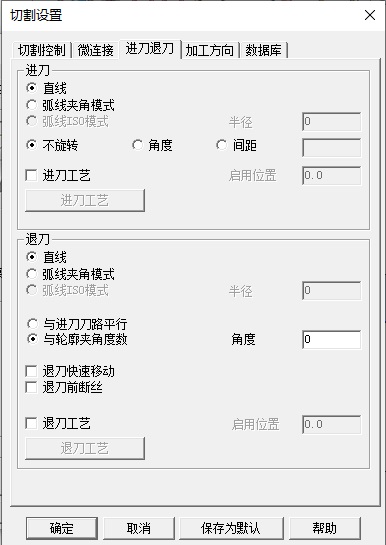 切割设置
切割控制 微连接 进刀退刀 加工方向 数据库
进刀
直线
弧线夹角模式
弧线ISO模式 半径 0
不旋转 角度 间距
进刀工艺 启用位置 0.0
进刀工艺
退刀
直线
弧线夹角模式
弧线ISO模式 半径 0
与进刀刀路平行
与轮廓夹角度数 角度 0
退刀快速移动
退刀前断丝
退刀工艺 启用位置 0.0
退刀工艺
确定 取消 保存为默认 帮助